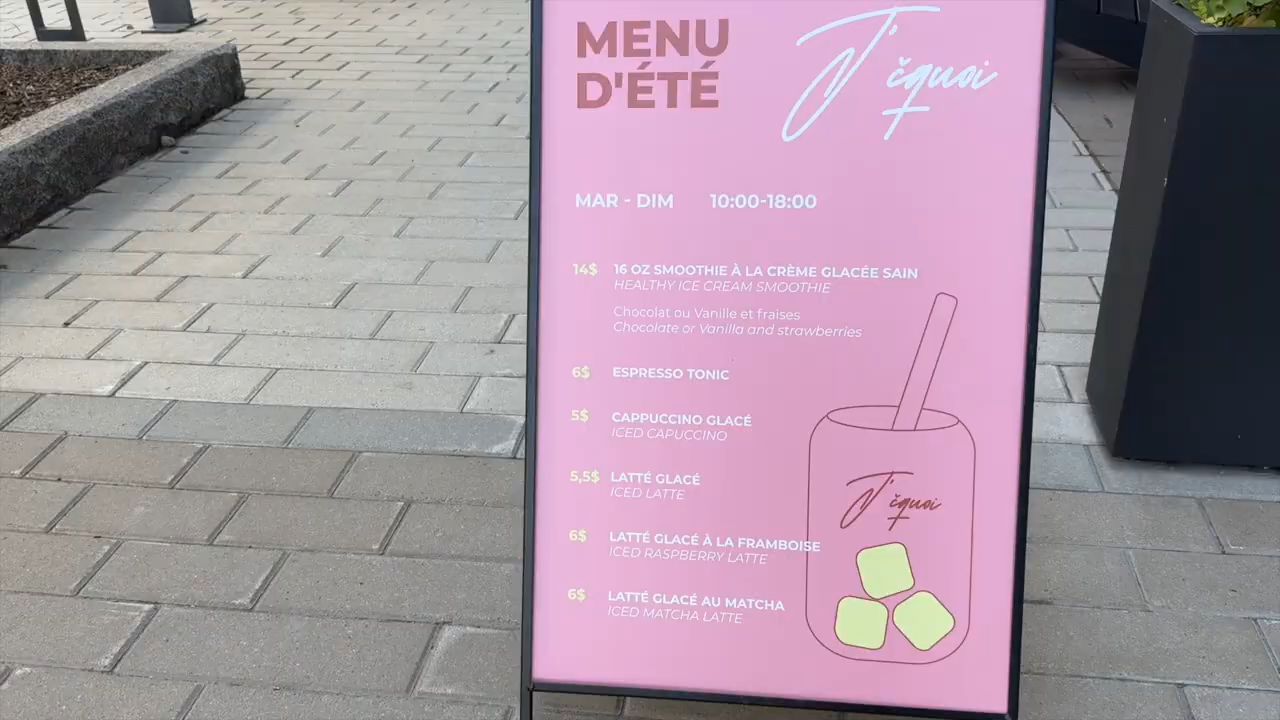 MENU
D'ÉTÉ
J'čquoi
MAR - DIM 10:00-18:00
14$ 16 OZ SMOOTHIE À LA CRÈME GLACÉE SAIN
HEALTHY ICE CREAM SMOOTHIE
Chocolat ou Vanille et fraises
Chocolate or Vanilla and strawberries
6$ ESPRESSO TONIC
5$ CAPPUCCINO GLACÉ
ICED CAPUCCINO
5,5$ LATTÉ GLACÉ
ICED LATTE
6$ LATTÉ GLACÉ À LA FRAMBOISE
ICED RASPBERRY LATTE
6$ LATTÉ GLACÉ AU MATCHA
ICED MATCHA LATTE
J'čquoi